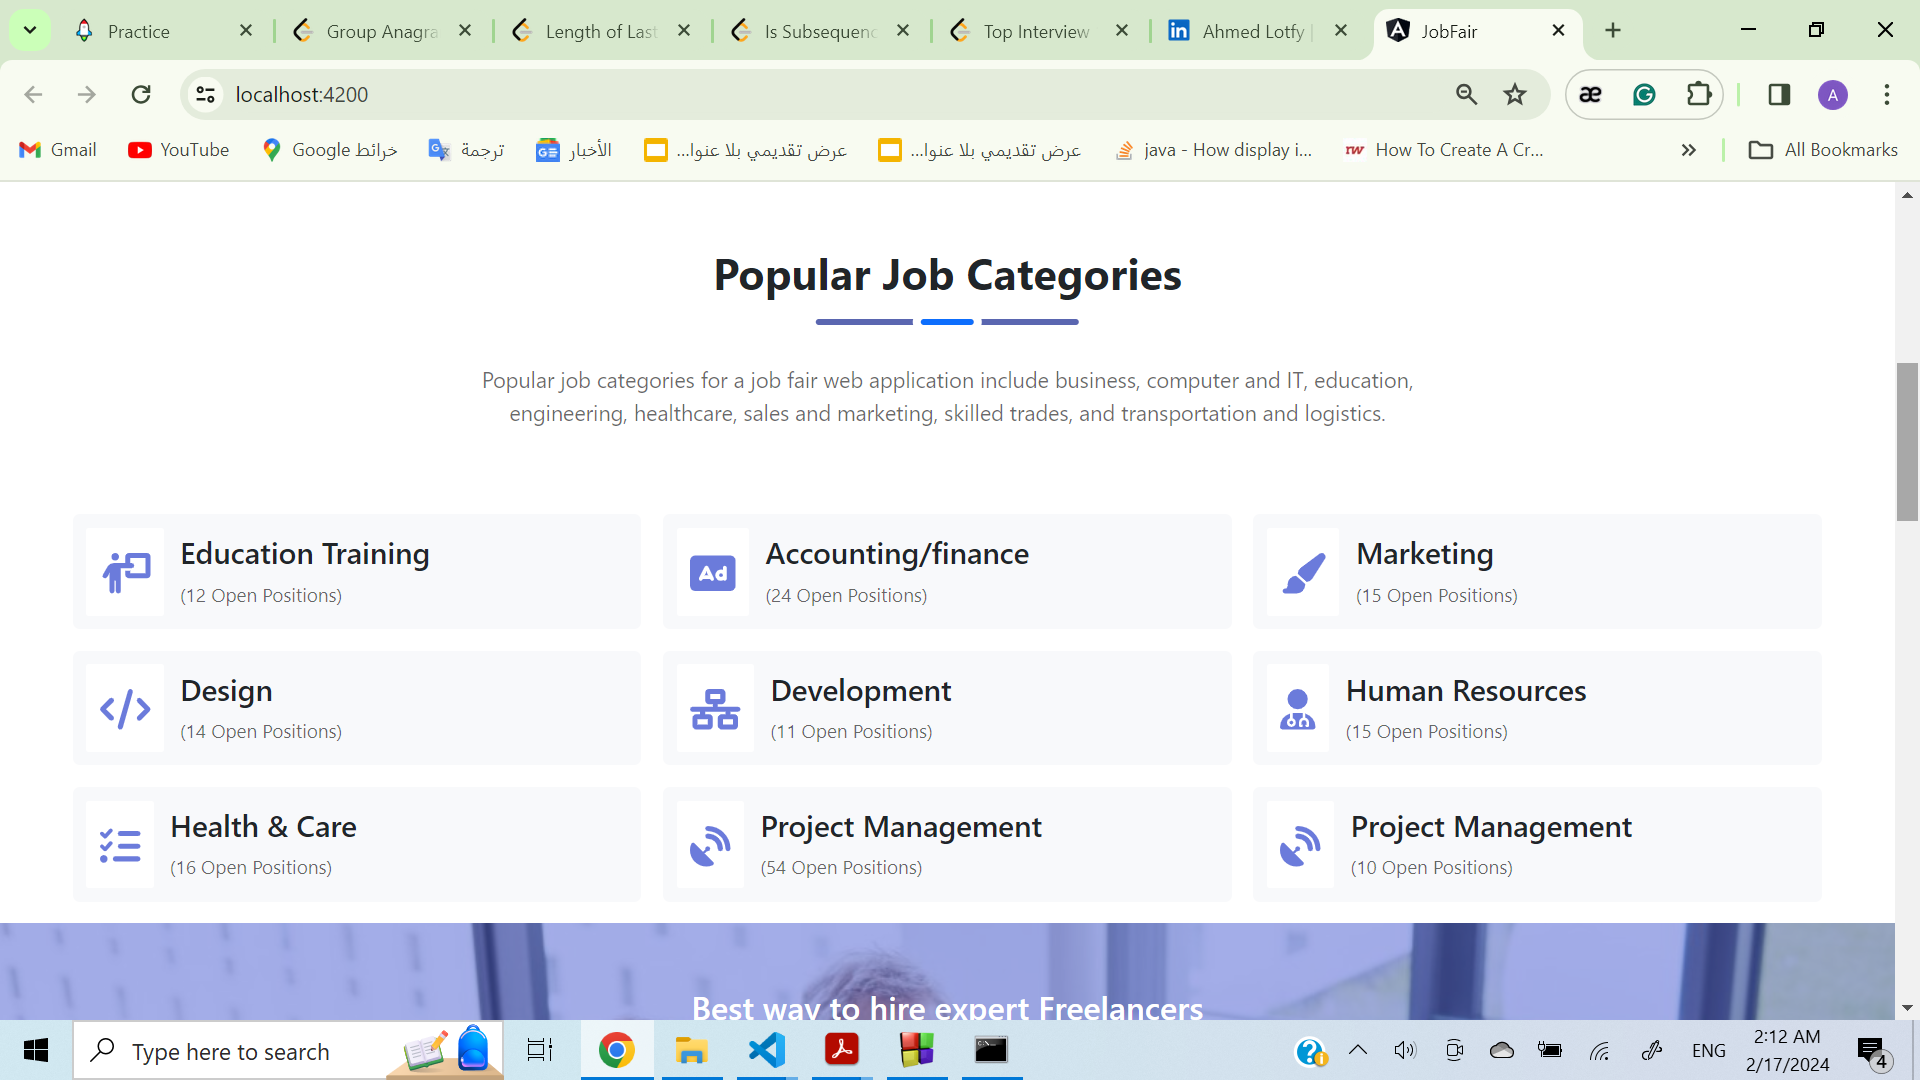 Practice
Group Anagra
Length of Last
Is Subsequenc
Top Interview
Ahmed Lotfy |
JobFair
localhost:4200
A
Gmail
YouTube
خرائط Google
ترجمة
الأخبار
عرض تقديمي بلا عنوا...
عرض تقديمي بلا عنوا...
java - How display i...
How To Create A Cr...
All Bookmarks
Popular Job Categories
Popular job categories for a job fair web application include business, computer and IT, education,
engineering, healthcare, sales and marketing, skilled trades, and transportation and logistics.
Education Training
(12 Open Positions)
Ad
Accounting/finance
(24 Open Positions)
Marketing
(15 Open Positions)
Design
(14 Open Positions)
Development
(11 Open Positions)
Human Resources
(15 Open Positions)
Health & Care
(16 Open Positions)
Project Management
(54 Open Positions)
Project Management
(10 Open Positions)
Best way to hire expert Freelancers
Type here to search
ENG
2:12 AM
2/17/2024
4